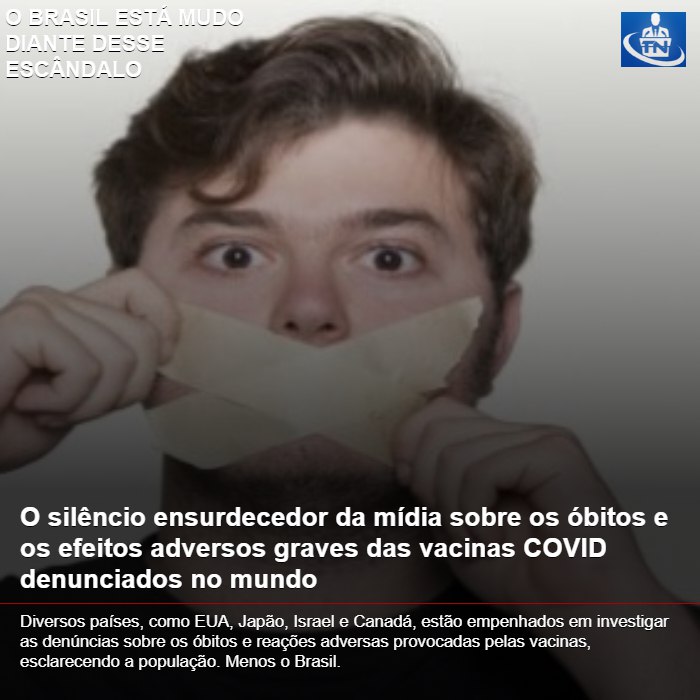 O BRASIL ESTÁ MUDO
DIANTE DESSE
ESCÂNDALO
TN
O silêncio ensurdecedor da mídia sobre os óbitos e
os efeitos adversos graves das vacinas COVID
denunciados no mundo
Diversos países, como EUA, Japão, Israel e Canadá, estão empenhados em investigar
as denúncias sobre os óbitos e reações adversas provocadas pelas vacinas,
esclarecendo a população. Menos o Brasil.